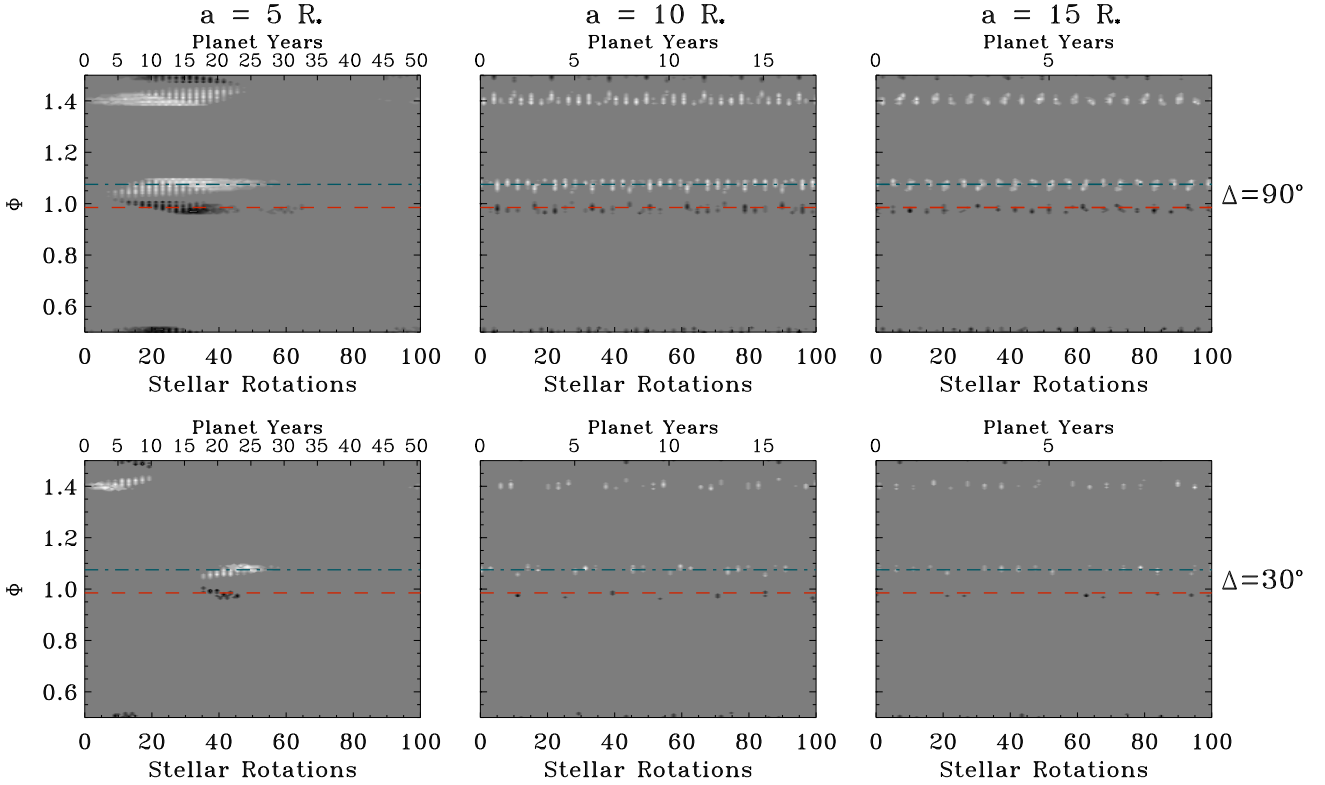 a = 5 R* a = 10 R* a = 15 R*
Planet Years Planet Years Planet Years
0 5 10 15 20 25 30 35 40 45 50 0 5 10 15 0 5
1.4
1.2
Φ 1.0 Δ=90°
0.8
0.6
0 20 40 60 80 100 0 20 40 60 80 100 0 20 40 60 80 100
Stellar Rotations Stellar Rotations Stellar Rotations
Planet Years Planet Years Planet Years
0 5 10 15 20 25 30 35 40 45 50 0 5 10 15 0 5
1.4
1.2
Φ 1.0 Δ=30°
0.8
0.6
0 20 40 60 80 100 0 20 40 60 80 100 0 20 40 60 80 100
Stellar Rotations Stellar Rotations Stellar Rotations